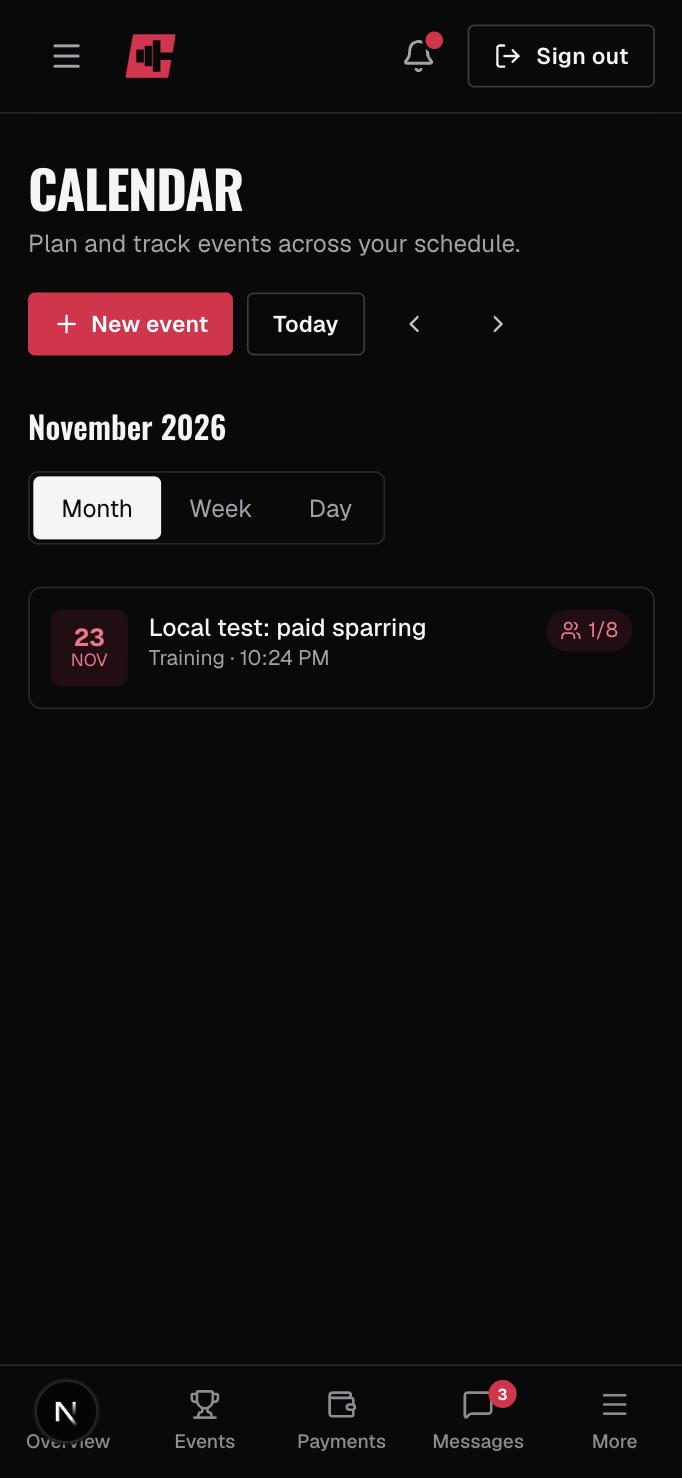 Sign out
CALENDAR
Plan and track events across your schedule.
New event
Today
November 2026
Month
Week
Day
23
NOV
Local test: paid sparring
Training · 10:24 PM
1/8
N
3
Overview
Events
Payments
Messages
More